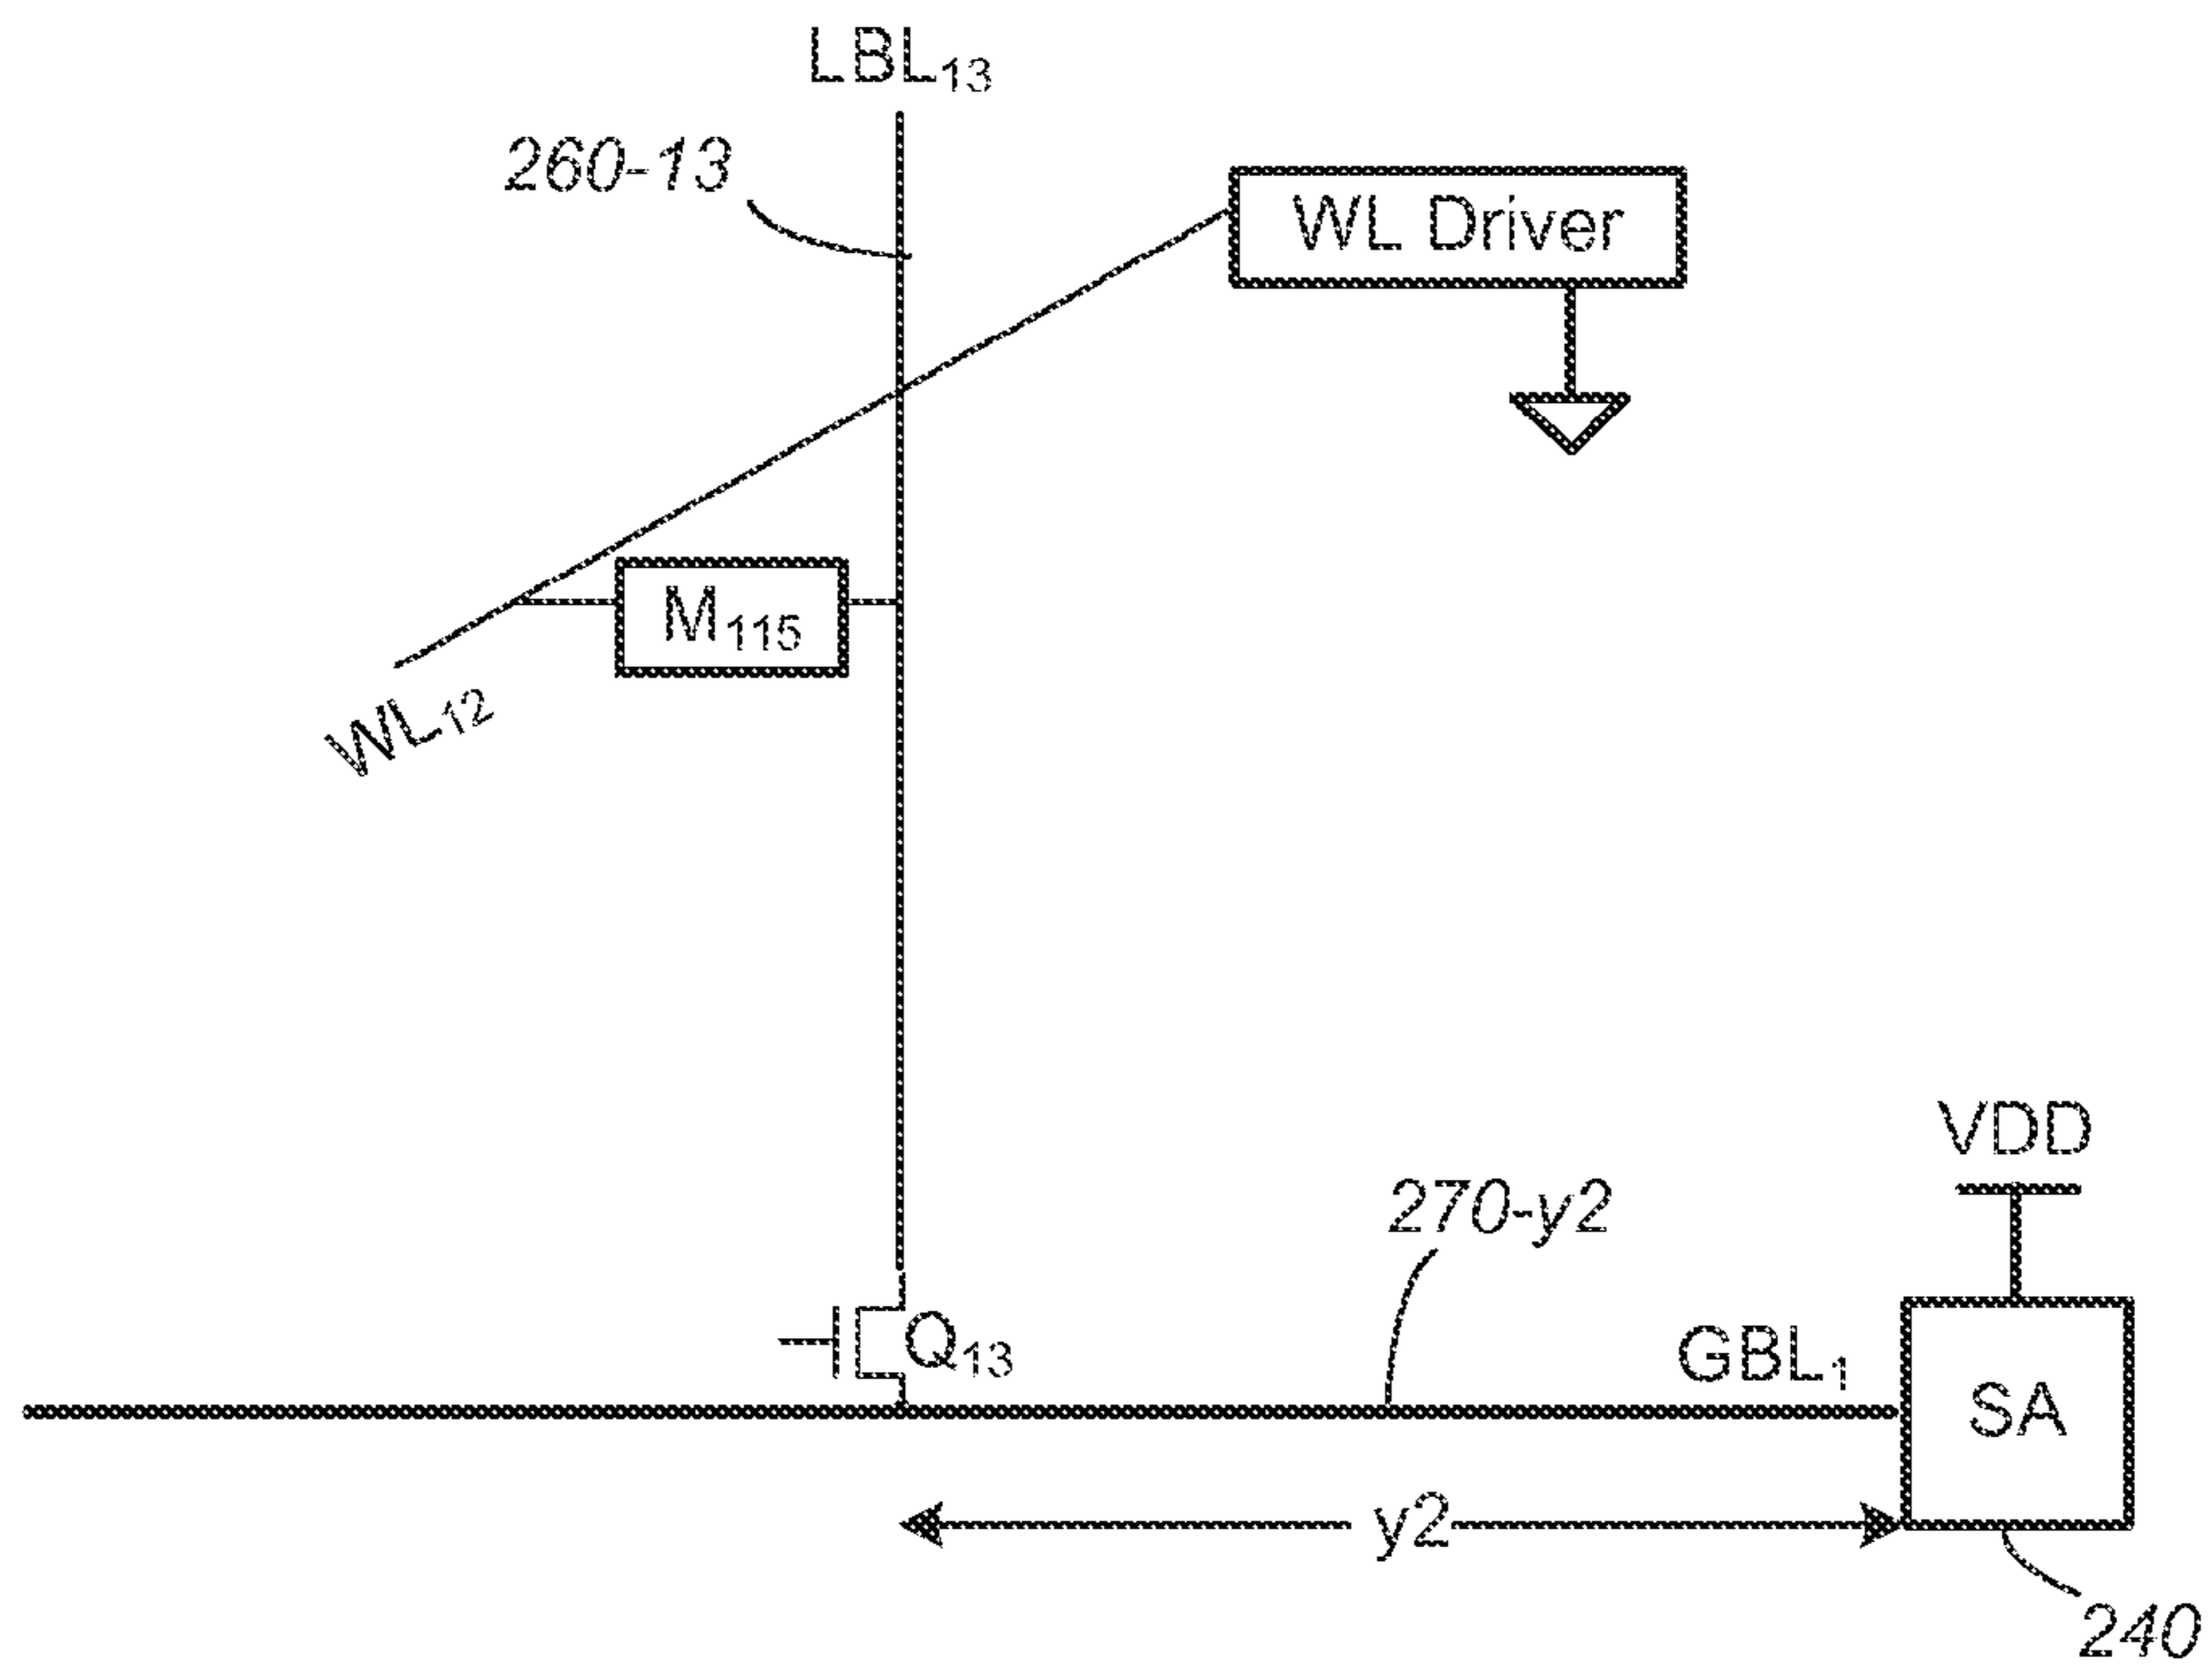 LBL13
260-13
WL Driver
M115
WL12
VDD
270-y2
Q13
GBL1
SA
y2
240